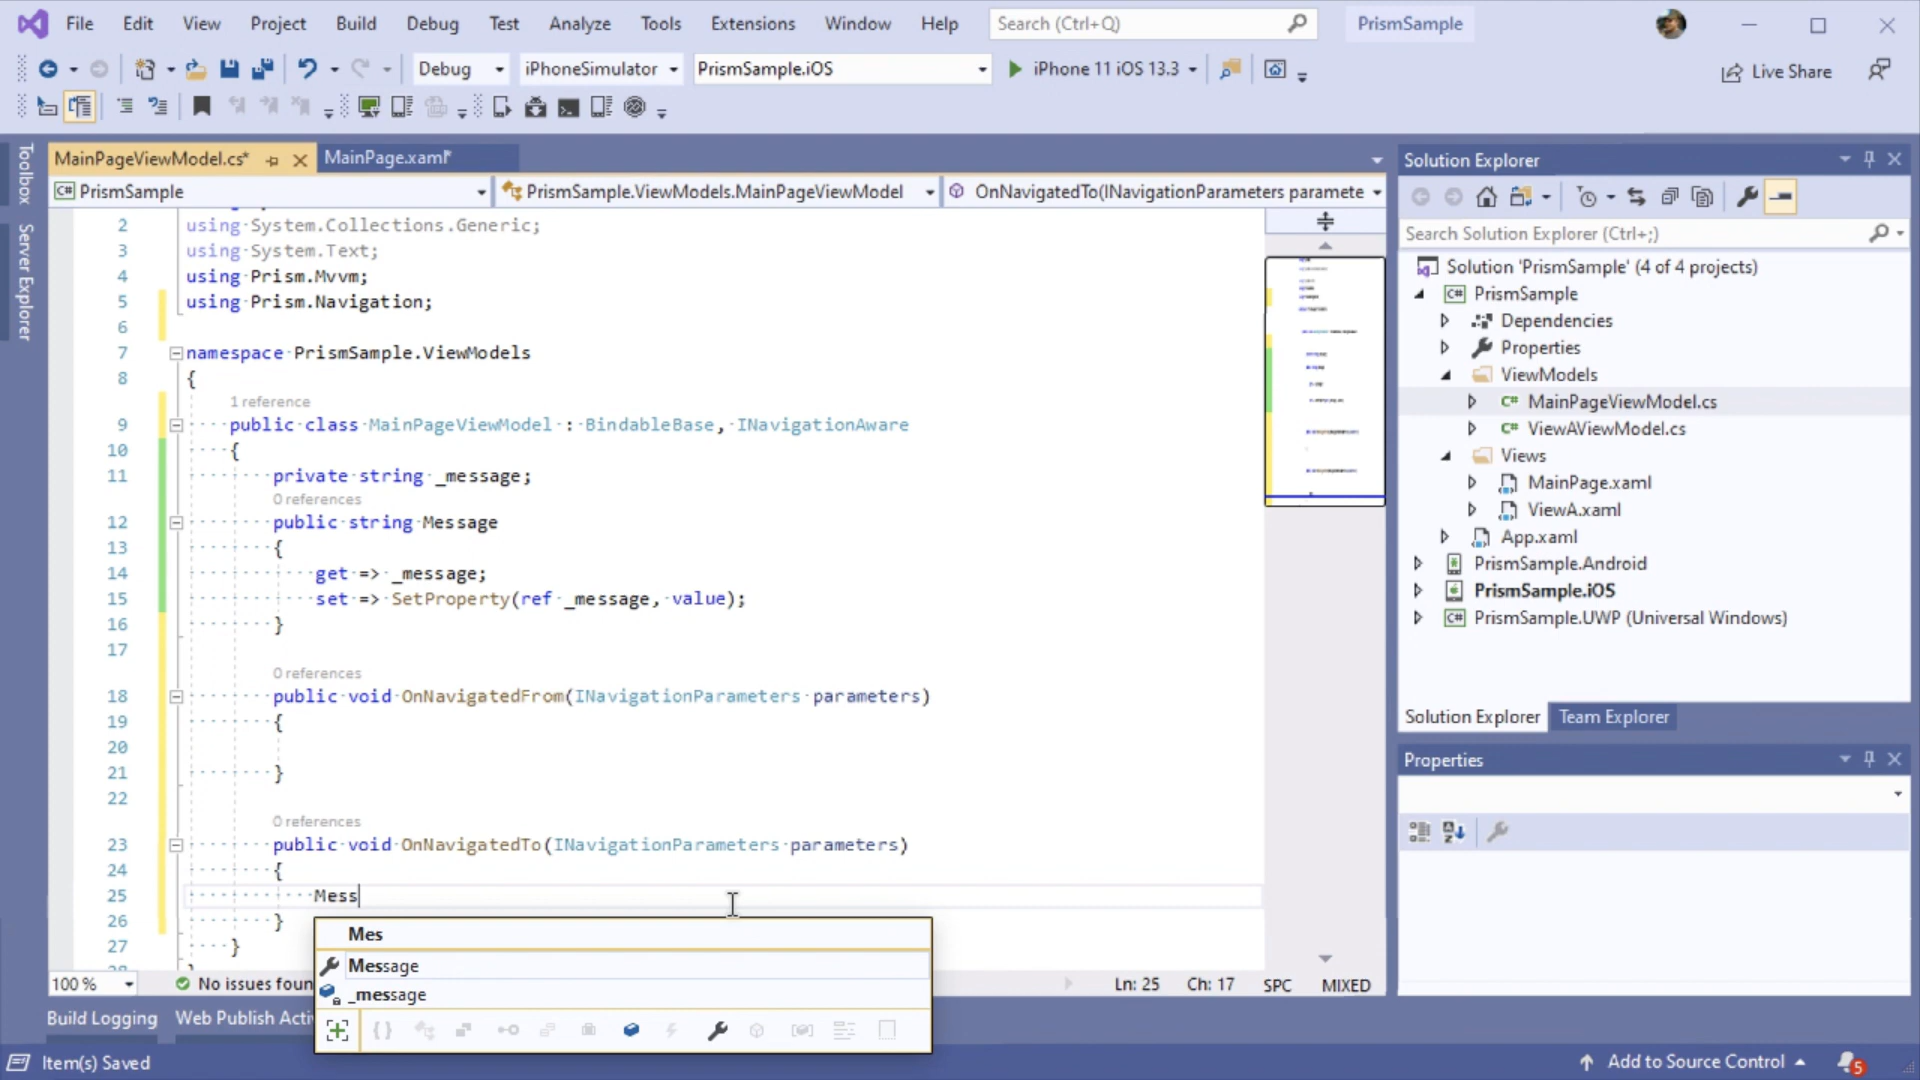 File Edit View Project Build Debug Test Analyze Tools Extensions Window Help Search (Ctrl+Q) PrismSample
Debug iPhoneSimulator PrismSample.iOS iPhone 11 iOS 13.3 Live Share
Toolbox
Server Explorer
MainPageViewModel.cs* MainPage.xaml*
C# PrismSample PrismSample.ViewModels.MainPageViewModel OnNavigatedTo(INavigationParameters paramete
2 using System.Collections.Generic;
3 using System.Text;
4 using Prism.Mvvm;
5 using Prism.Navigation;
6
7 namespace PrismSample.ViewModels
8 {
1 reference
9 public class MainPageViewModel : BindableBase, INavigationAware
10 {
11 private string _message;
0 references
12 public string Message
13 {
14 get => _message;
15 set => SetProperty(ref _message, value);
16 }
17
0 references
18 public void OnNavigatedFrom(INavigationParameters parameters)
19 {
20
21 }
22
0 references
23 public void OnNavigatedTo(INavigationParameters parameters)
24 {
25 Mess
26 }
27 }
28
Mes
Message
_message
100 % No issues foun Ln: 25 Ch: 17 SPC MIXED
Build Logging Web Publish Activ
Item(s) Saved Add to Source Control 5
Solution Explorer
Search Solution Explorer (Ctrl+;)
Solution 'PrismSample' (4 of 4 projects)
C# PrismSample
Dependencies
Properties
ViewModels
C# MainPageViewModel.cs
C# ViewAViewModel.cs
Views
MainPage.xaml
ViewA.xaml
App.xaml
PrismSample.Android
PrismSample.iOS
C# PrismSample.UWP (Universal Windows)
Solution Explorer Team Explorer
Properties